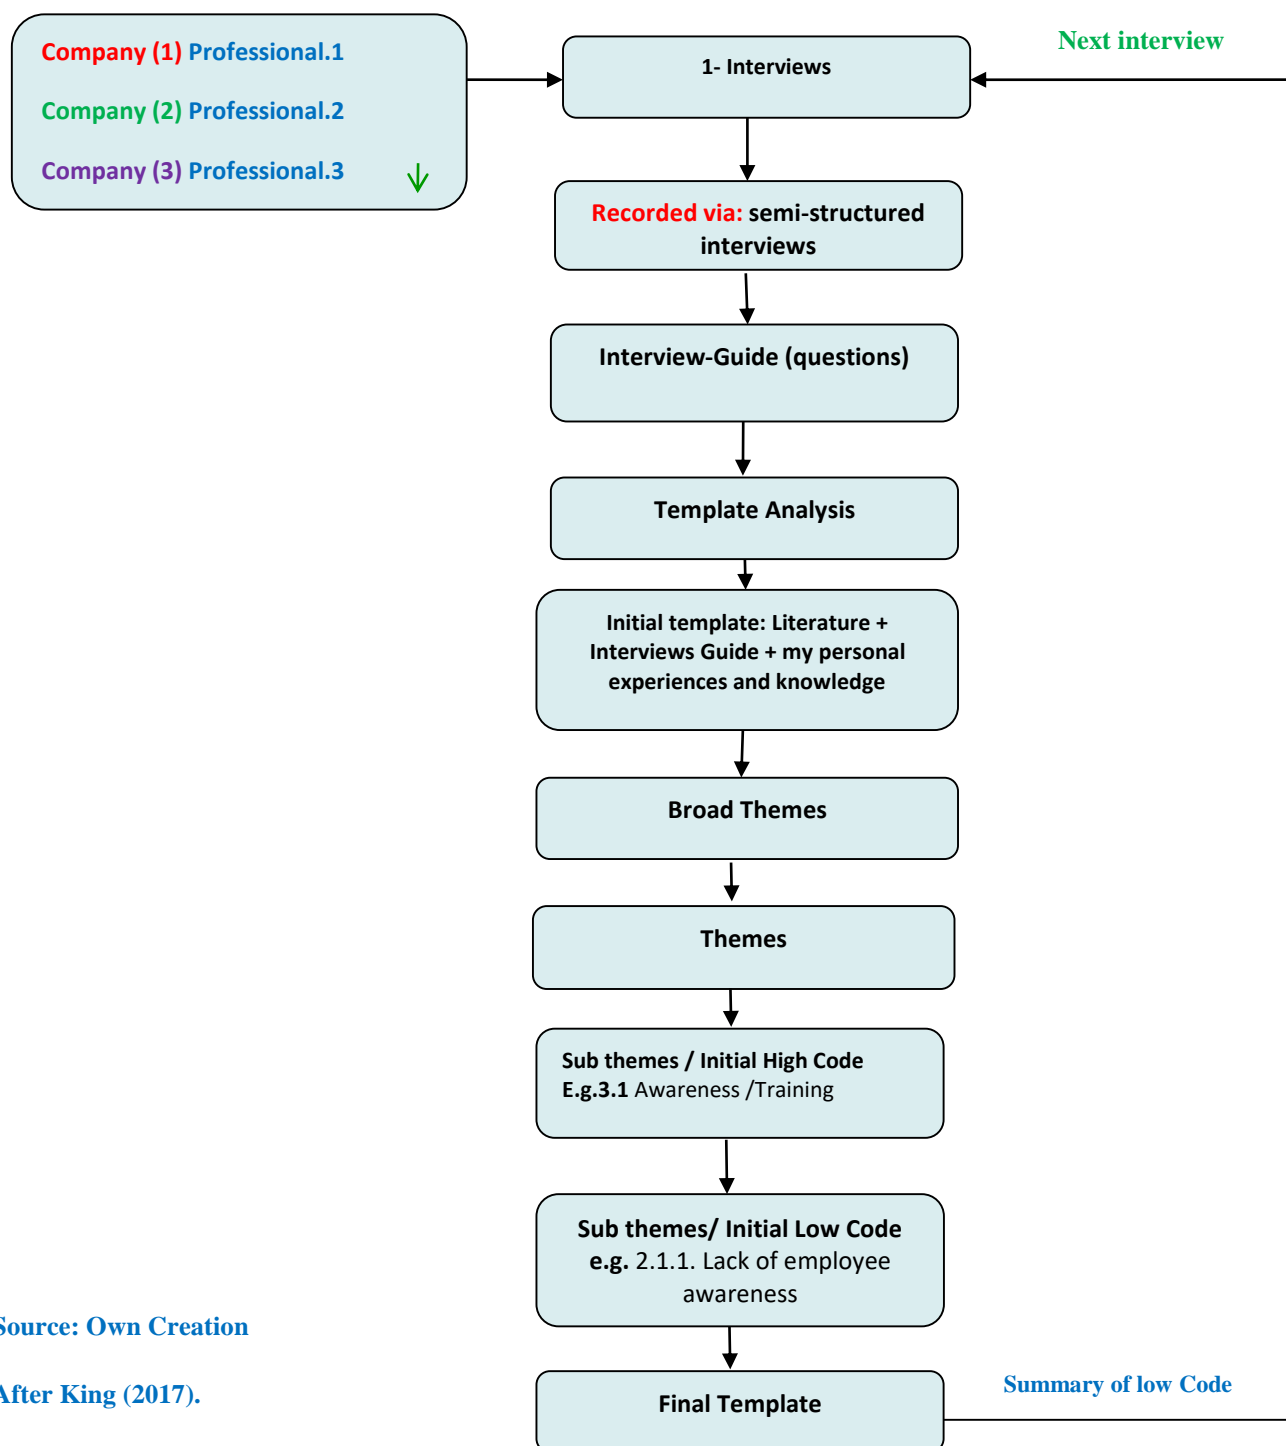 Company (1) Professional.1
Company (2) Professional.2
Company (3) Professional.3
1- Interviews
Next interview
Recorded via: semi-structured
interviews
Interview-Guide (questions)
Template Analysis
Initial template: Literature +
Interviews Guide + my personal
experiences and knowledge
Broad Themes
Themes
Sub themes / Initial High Code
E.g.3.1 Awareness /Training
Sub themes/ Initial Low Code
e.g. 2.1.1. Lack of employee
awareness
Source: Own Creation
After King (2017).
Final Template
Summary of low Code